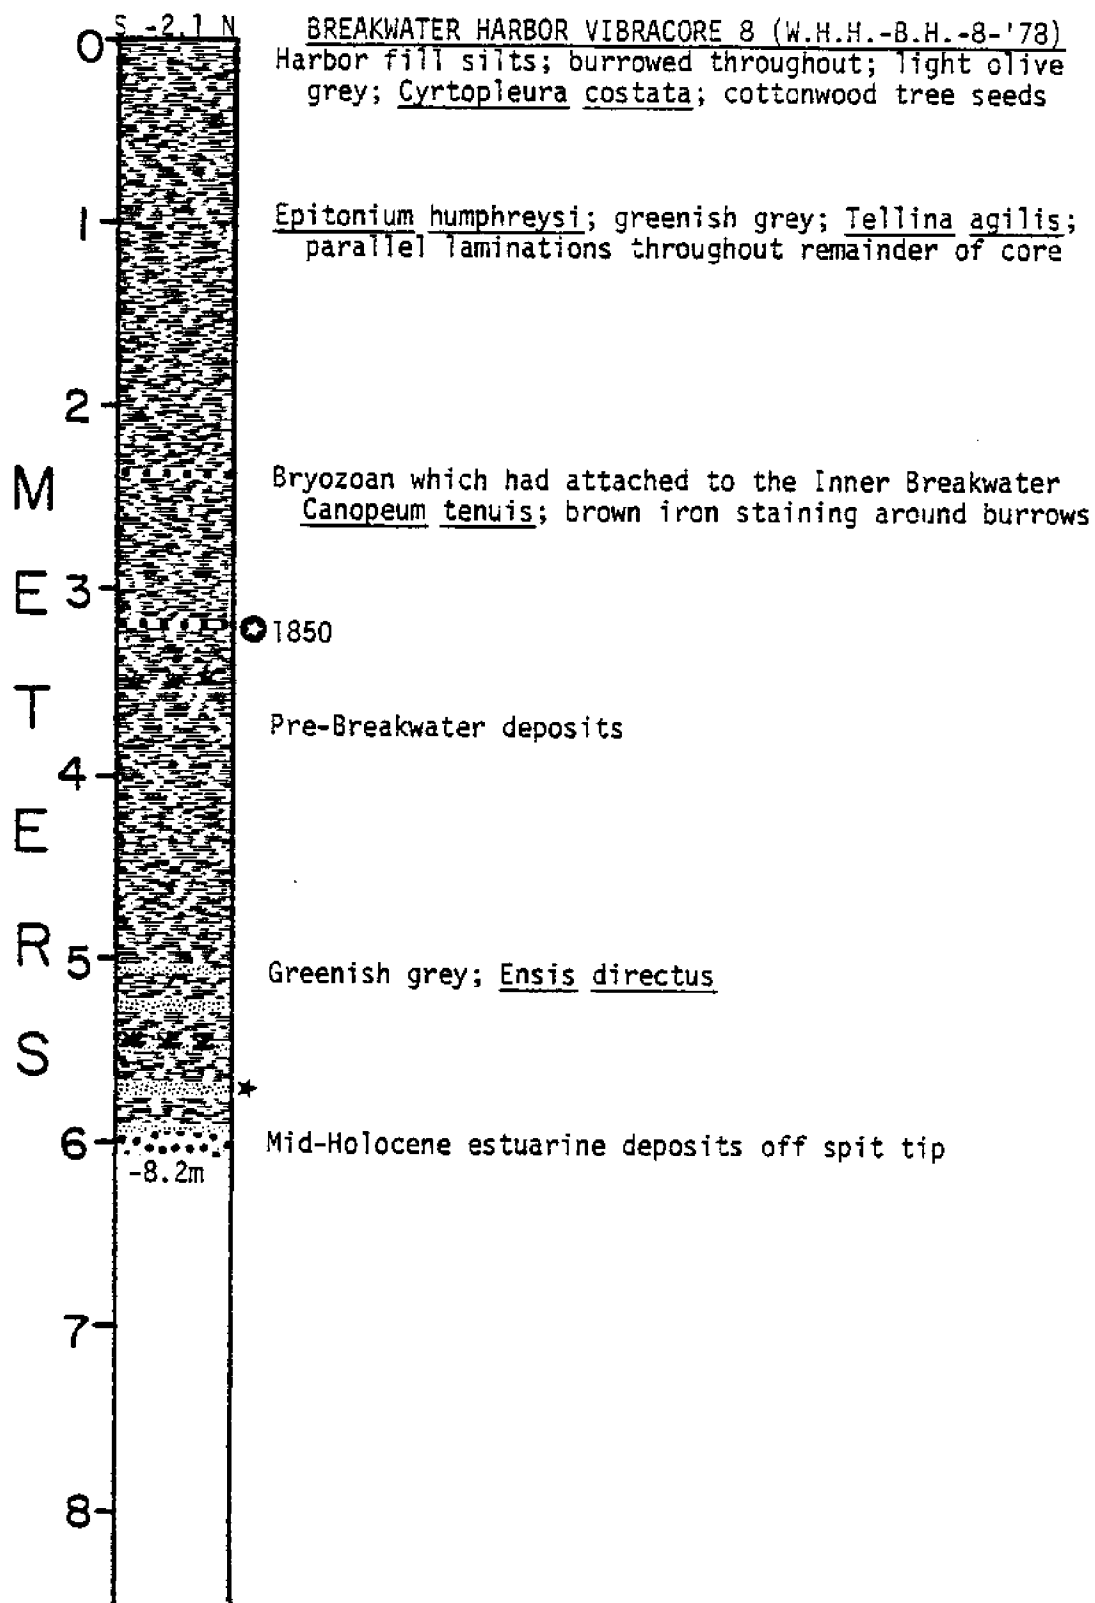 S -2.1 N
BREAKWATER HARBOR VIBRACORE 8 (W.H.H.-B.H.-8-'78)
0
Harbor fill silts; burrowed throughout; light olive
grey; Cyrtopleura costata; cottonwood tree seeds
1
Epitonium humphreysi; greenish grey; Tellina agilis;
parallel laminations throughout remainder of core
2
METERS
Bryozoan which had attached to the Inner Breakwater
Canopeum tenuis; brown iron staining around burrows
3
1850
Pre-Breakwater deposits
4
5
Greenish grey; Ensis directus
6
Mid-Holocene estuarine deposits off spit tip
-8.2m
7
8